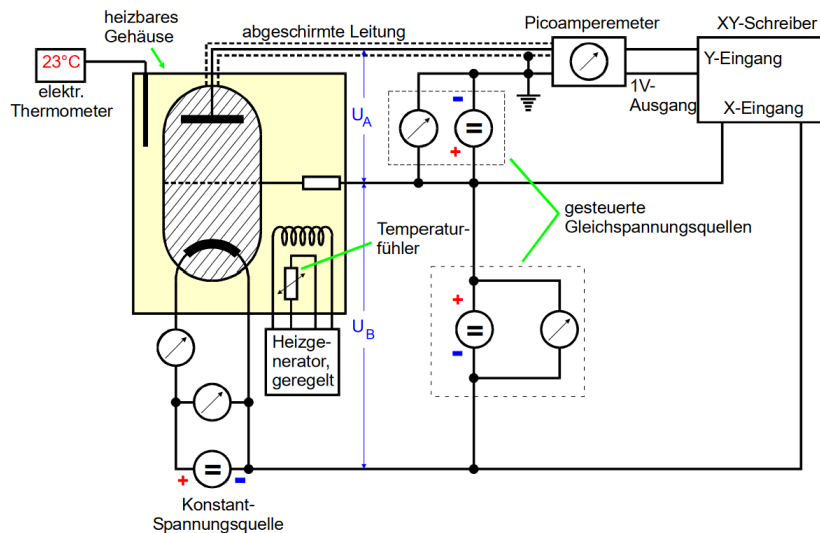 heizbares
Gehäuse
abgeschirmte Leitung
Picoamperemeter
XY-Schreiber
23°C
elektr.
Thermometer
Y-Eingang
1V-
Ausgang
X-Eingang
U_A
-
=
+
gesteuerte
Gleichspannungsquellen
Temperatur-
fühler
+
=
-
U_B
Heizge-
nerator,
geregelt
+
=
-
Konstant-
Spannungsquelle